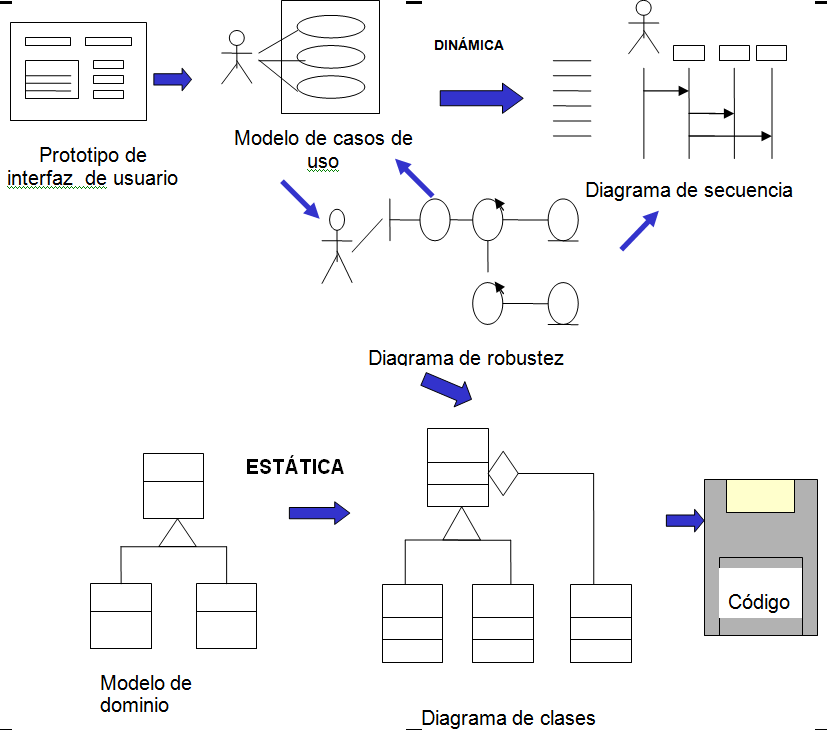 DINÁMICA
Prototipo de
interfaz de usuario
Modelo de casos de
uso
Diagrama de secuencia
Diagrama de robustez
ESTÁTICA
Código
Modelo de
dominio
Diagrama de clases